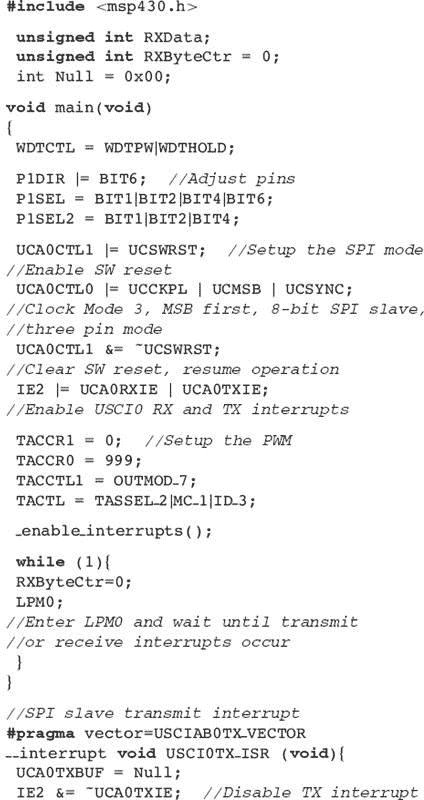 #include <msp430.h>
unsigned int RXData;
unsigned int RXByteCtr = 0;
int Null = 0x00;
void main(void)
{
WDTCTL = WDTPW|WDTHOLD;
P1DIR |= BIT6; //Adjust pins
P1SEL = BIT1|BIT2|BIT4|BIT6;
P1SEL2 = BIT1|BIT2|BIT4;
UCA0CTL1 |= UCSWRST; //Setup the SPI mode
//Enable SW reset
UCA0CTL0 |= UCCKPL | UCMSB | UCSYNC;
//Clock Mode 3, MSB first, 8-bit SPI slave,
//three pin mode
UCA0CTL1 &= ~UCSWRST;
//Clear SW reset, resume operation
IE2 |= UCA0RXIE | UCA0TXIE;
//Enable USCI0 RX and TX interrupts
TACCR1 = 0; //Setup the PWM
TACCR0 = 999;
TACCTL1 = OUTMOD_7;
TACTL = TASSEL_2|MC_1|ID_3;
_enable_interrupts();
while (1){
RXByteCtr=0;
LPM0;
//Enter LPM0 and wait until transmit
//or receive interrupts occur
}
}
//SPI slave transmit interrupt
#pragma vector=USCIAB0TX_VECTOR
__interrupt void USCI0TX_ISR (void){
UCA0TXBUF = Null;
IE2 &= ~UCA0TXIE; //Disable TX interrupt